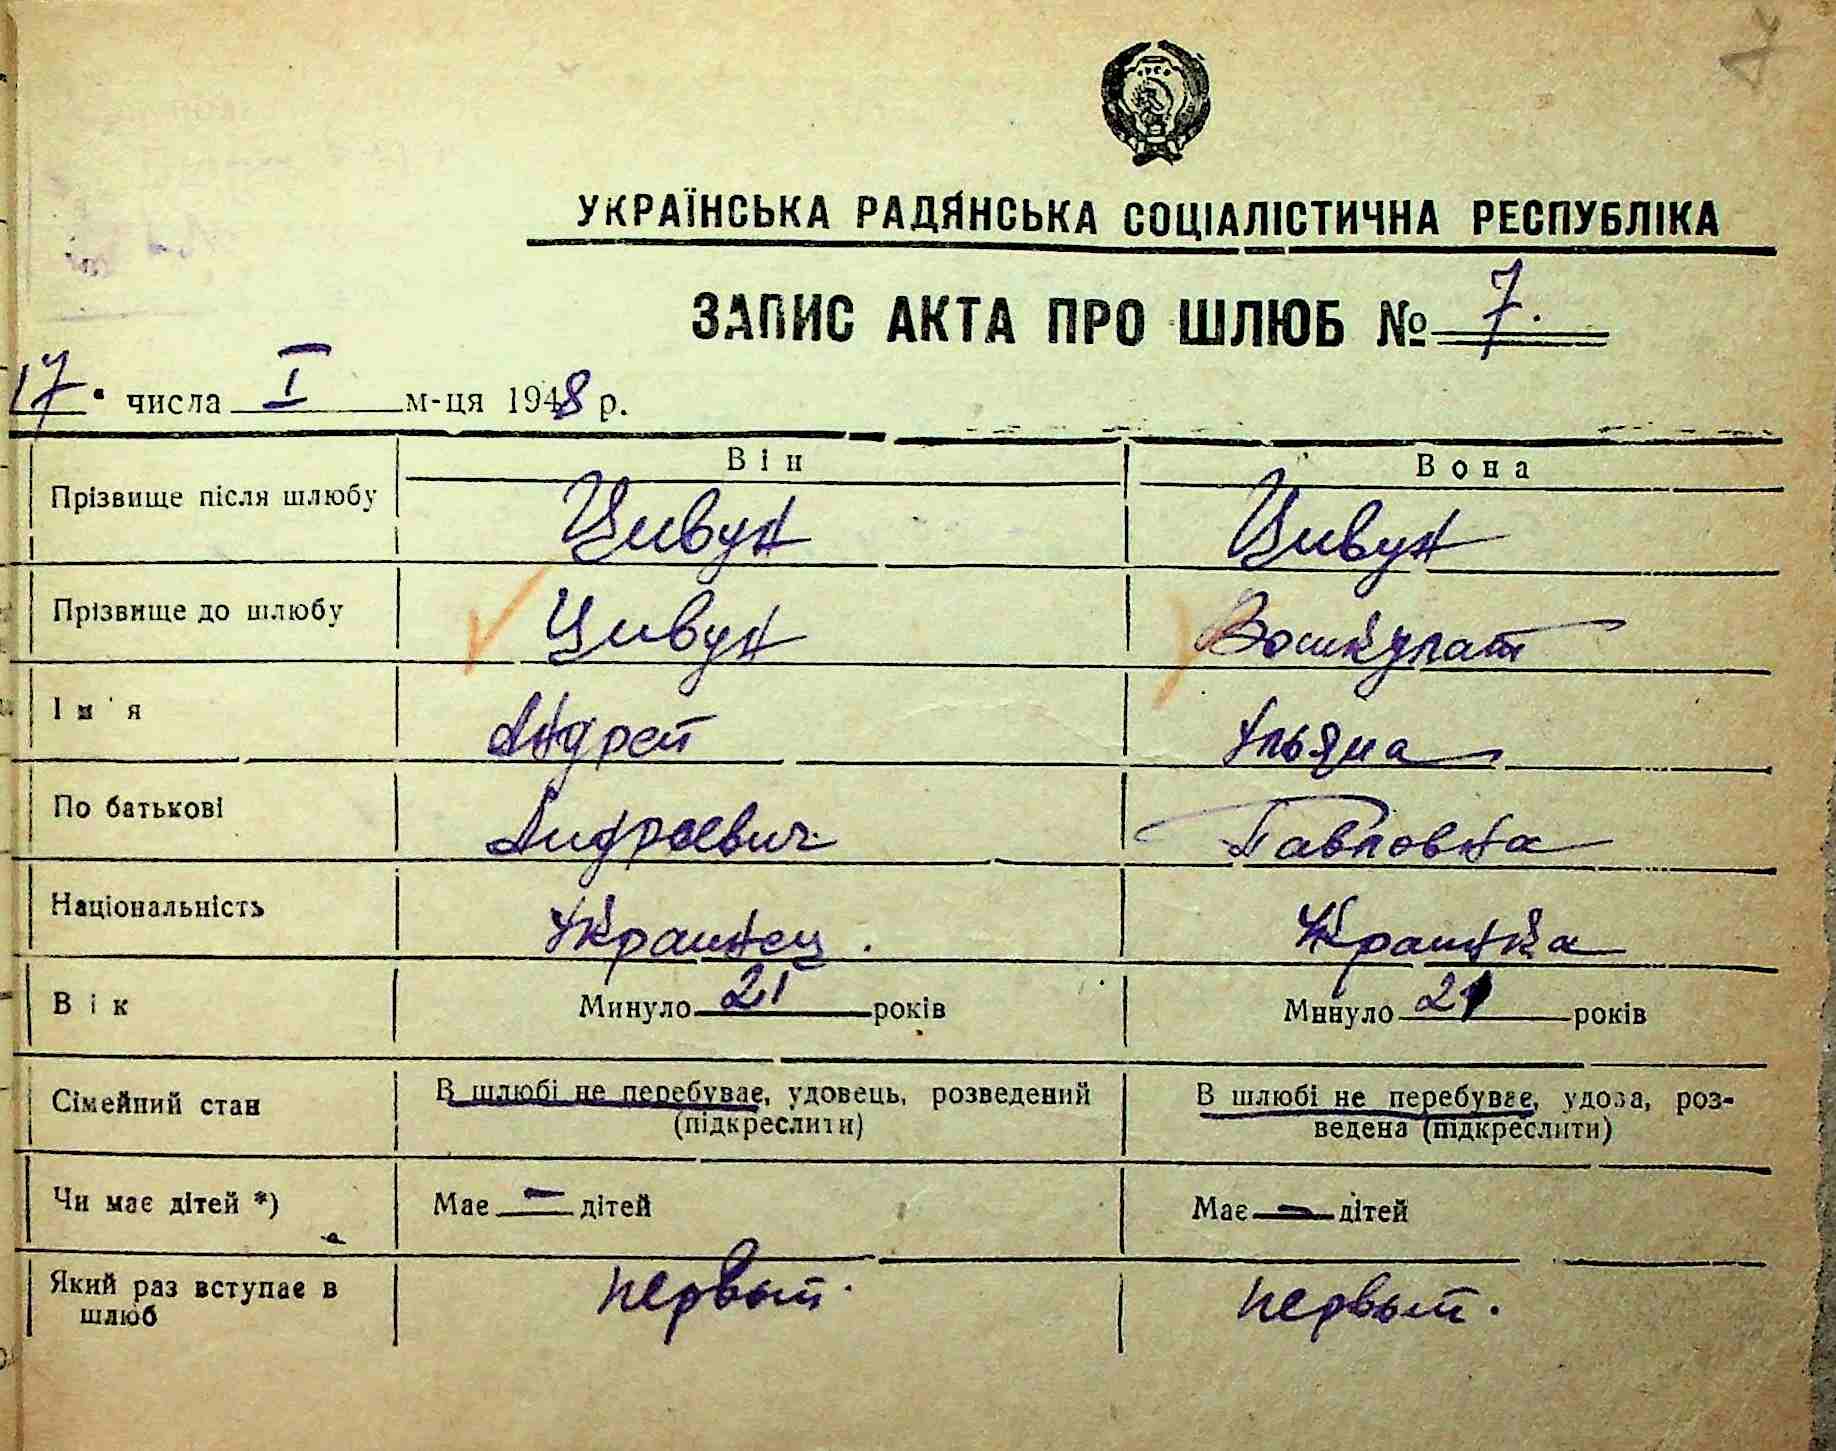 УКРАЇНСЬКА РАДЯНСЬКА СОЦІАЛІСТИЧНА РЕСПУБЛІКА
ЗАПИС АКТА ПРО ШЛЮБ № 7.
17. числа I м-ця 1948 р.
Він Вона
Прізвище після шлюбу Цивун Цивун
Прізвище до шлюбу Цивун Вошкулат
Ім'я Андрей Ульяна
По батькові Андреевич Павловна
Національність Украинец. Украинка
Вік Минуло 21 років Минуло 21 років
Сімейний стан В шлюбі не перебуває, удовець, розведений В шлюбі не перебуває, удова, роз-
(підкреслити) ведена (підкреслити)
Чи має дітей *) Має — дітей Має — дітей
Який раз вступає в первый. первый.
шлюб